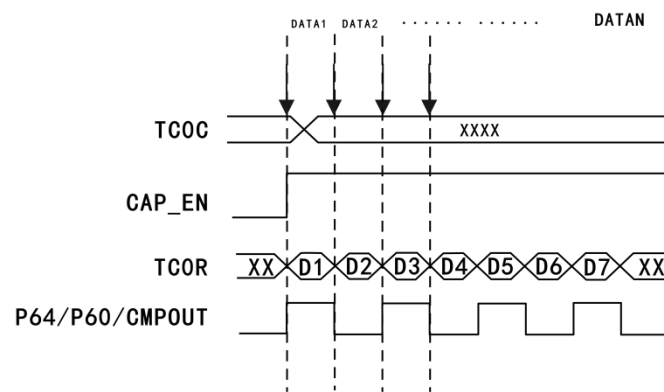 DATA1 DATA2 ······ ······ DATAN
TCOC XXXX
CAP_EN
TCOR XX D1 D2 D3 D4 D5 D6 D7 XX
P64/P60/CMPOUT